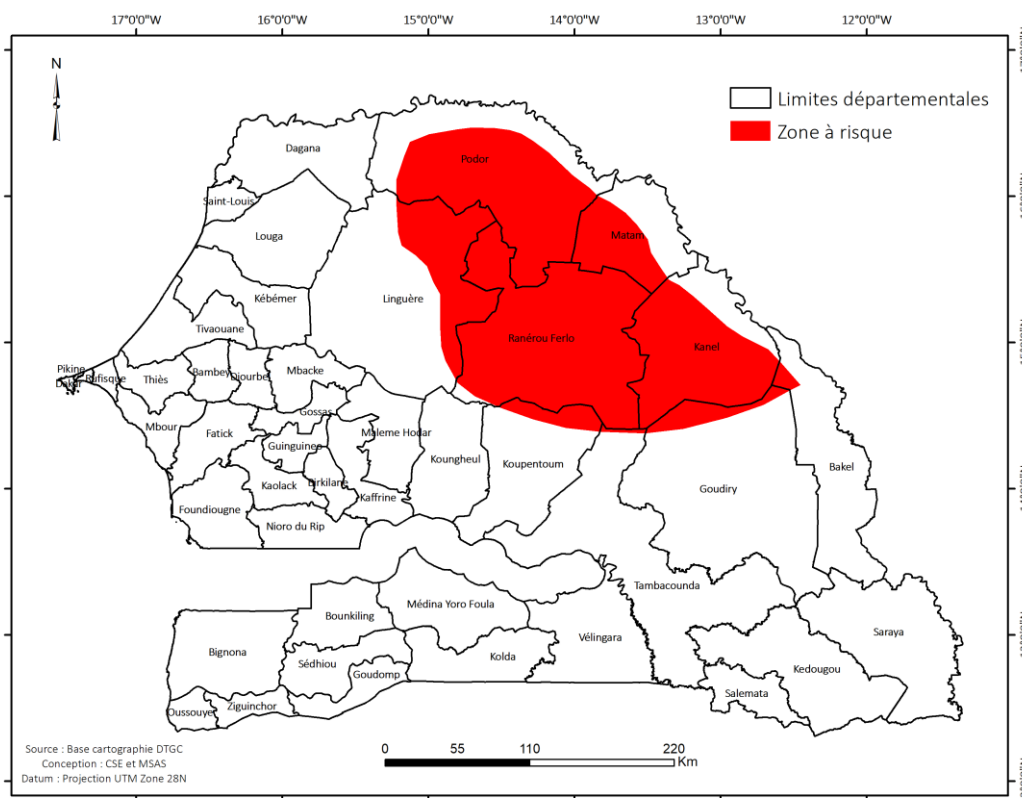 17°0'0"W
16°0'0"W
15°0'0"W
14°0'0"W
13°0'0"W
12°0'0"W
N
Limites départementales
Zone à risque
Dagana
Podor
Saint-Louis
Louga
Matam
Linguère
Kébémer
Tivaouane
Ranérou Ferlo
Kanel
Pikine
Dakar
Rufisque
Thiès
Bambey
Diourbel
Mbacke
Gossas
Mbour
Fatick
Maleme Hodar
Guinguineo
Koungheul
Koupentoum
Bakel
Kaolack
Birkilane
Kaffrine
Goudiry
Foundiougne
Nioro du Rip
Tambacounda
Médina Yoro Foula
Bounkiling
Vélingara
Saraya
Bignona
Sédhiou
Kolda
Goudomp
Kedougou
Salemata
Oussouye
Ziguinchor
Source : Base cartographie DTGC
Conception : CSE et MSAS
Datum : Projection UTM Zone 28N
0 55 110 220
Km